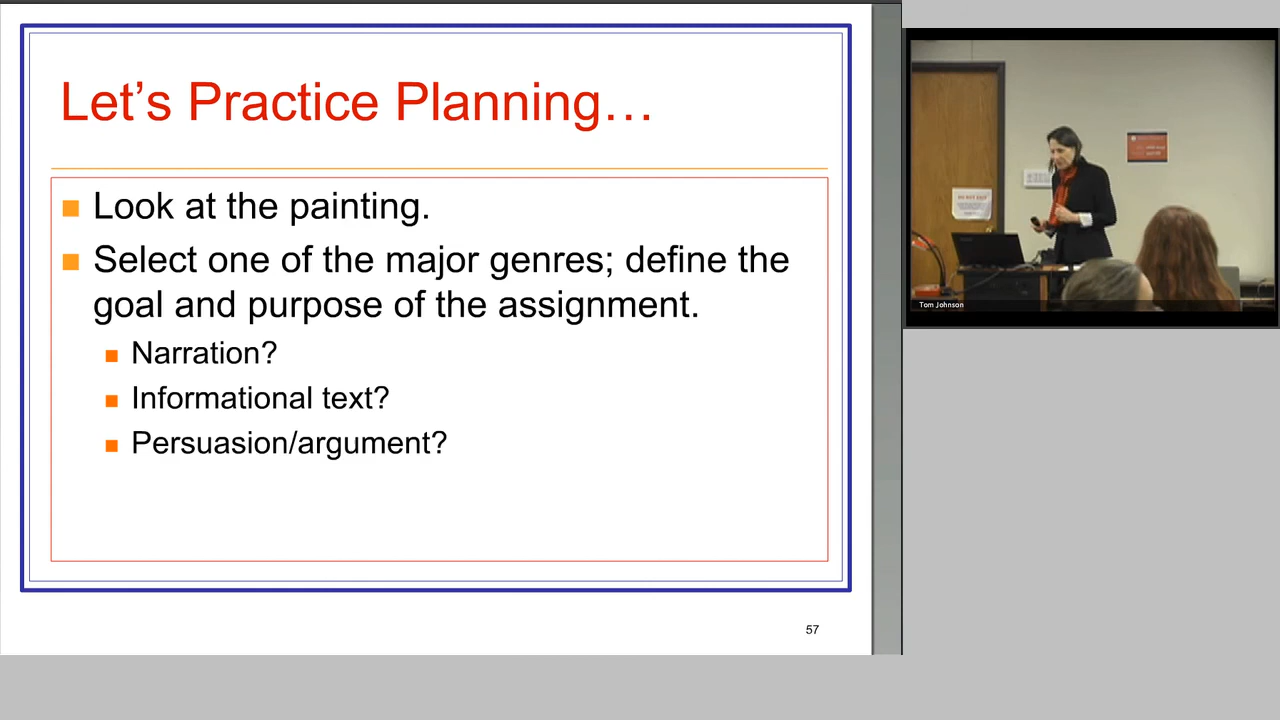 Let's Practice Planning…
Look at the painting.
Select one of the major genres; define the
goal and purpose of the assignment.
Narration?
Informational text?
Persuasion/argument?
57
Tom Johnson